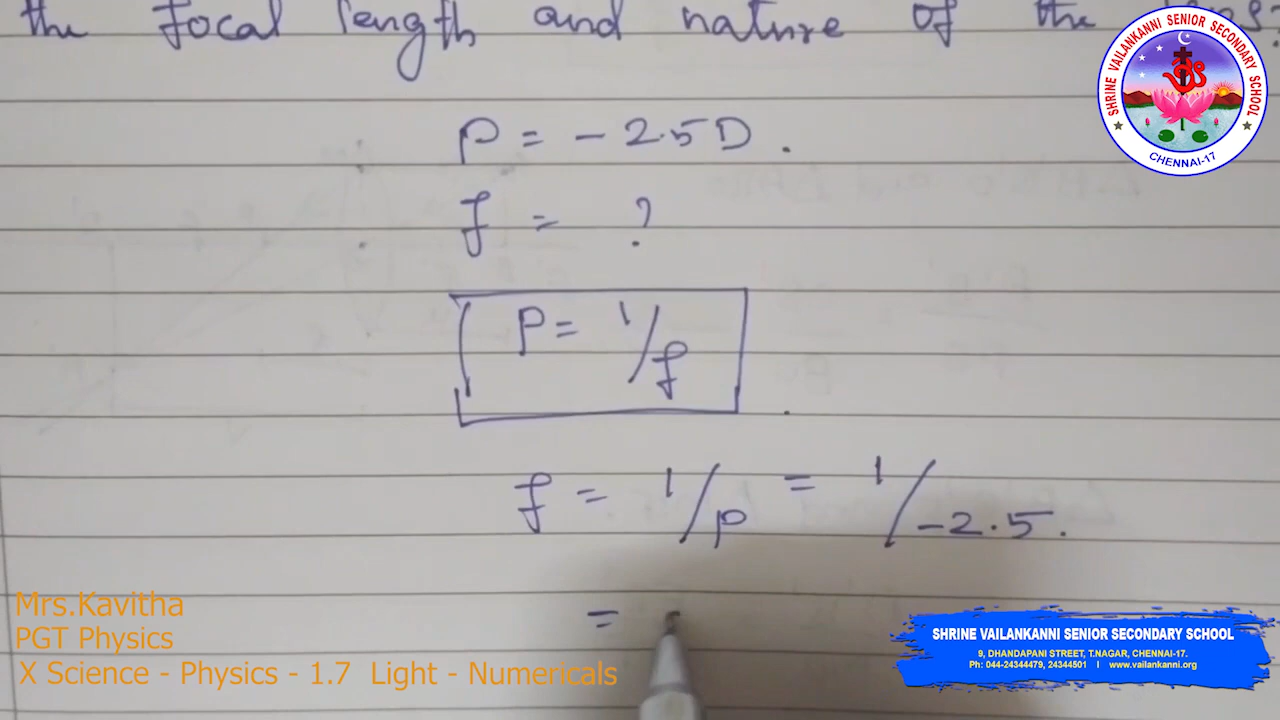 the focal length and nature of the
P = - 2.5 D.
f = ?
P = 1/f
f = 1/P = 1/-2.5.
=
SHRINE VAILANKANNI SENIOR SECONDARY SCHOOL
CHENNAI-17
Mrs.Kavitha
PGT Physics
X Science - Physics - 1.7 Light - Numericals
SHRINE VAILANKANNI SENIOR SECONDARY SCHOOL
9, DHANDAPANI STREET, T.NAGAR, CHENNAI-17.
Ph: 044-24344479, 24344501 I www.vailankanni.org